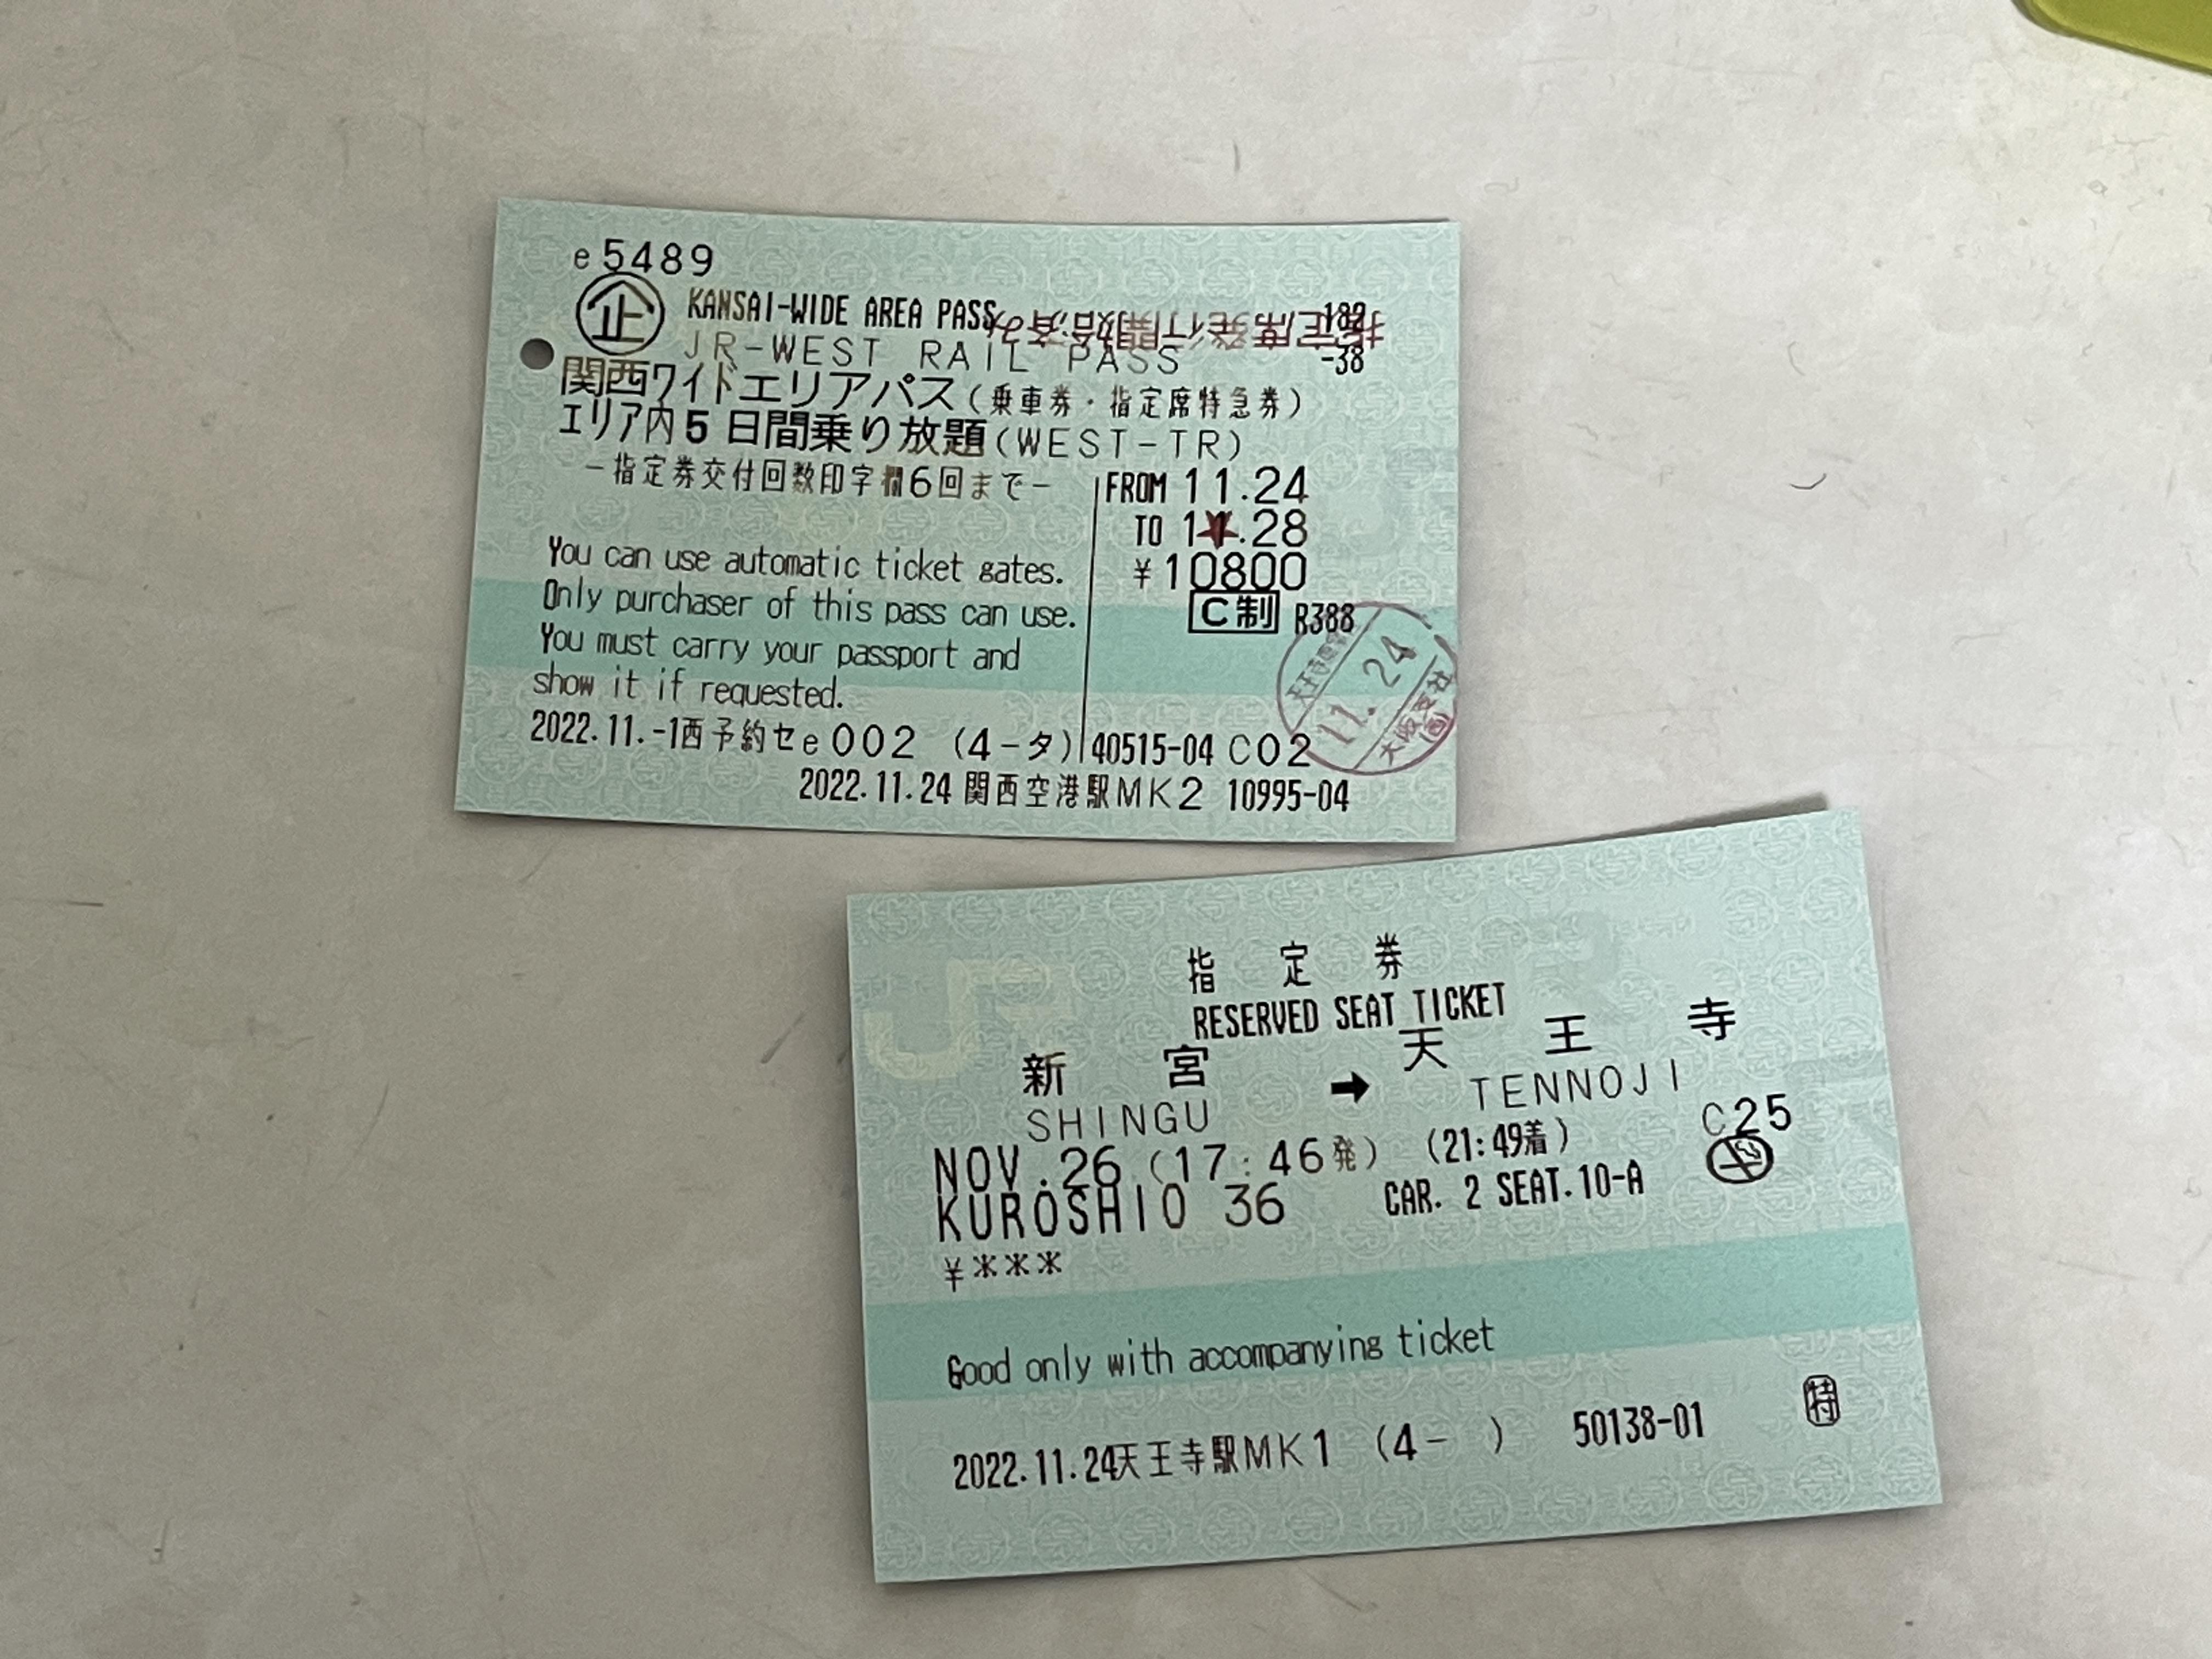 e5489
企 KANSAI-WIDE AREA PASS -182
JR-WEST RAIL PASS -38
関西ワイドエリアパス(乗車券・指定席特急券)
エリア内5日間乗り放題(WEST-TR)
-指定券交付回数印字欄6回まで-
FROM 11.24
TO 11.28
¥10800
C制 R388
You can use automatic ticket gates.
Only purchaser of this pass can use.
You must carry your passport and
show it if requested.
11.24
2022.11.-1西予約セe002 (4-タ) 40515-04 C02
2022.11.24 関西空港駅MK2 10995-04
指定券
RESERVED SEAT TICKET
新宮 ➡ 天王寺
SHINGU TENNOJI
NOV.26(17:46発) (21:49着) C25
KUROSHIO 36 CAR. 2 SEAT.10-A
¥***
Good only with accompanying ticket
特
2022.11.24天王寺駅MK1 (4- ) 50138-01